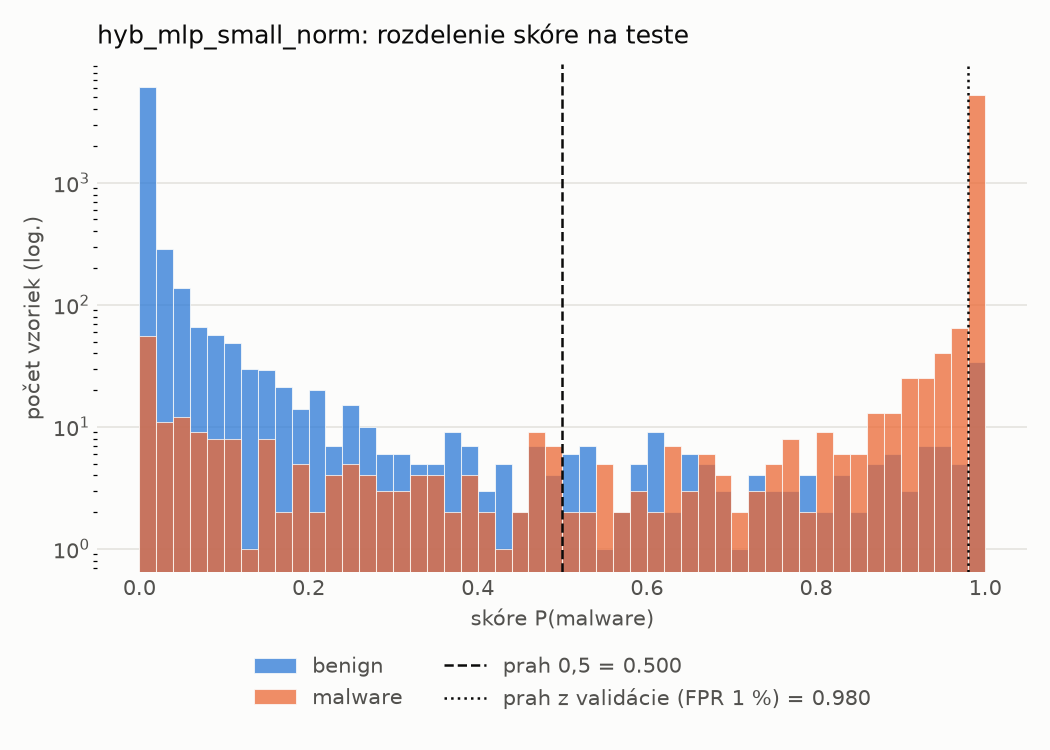 hyb_mlp_small_norm: rozdelenie skóre na teste
počet vzoriek (log.)
10³
10²
10¹
10⁰
0.0 0.2 0.4 0.6 0.8 1.0
skóre P(malware)
benign
malware
prah 0,5 = 0.500
prah z validácie (FPR 1 %) = 0.980